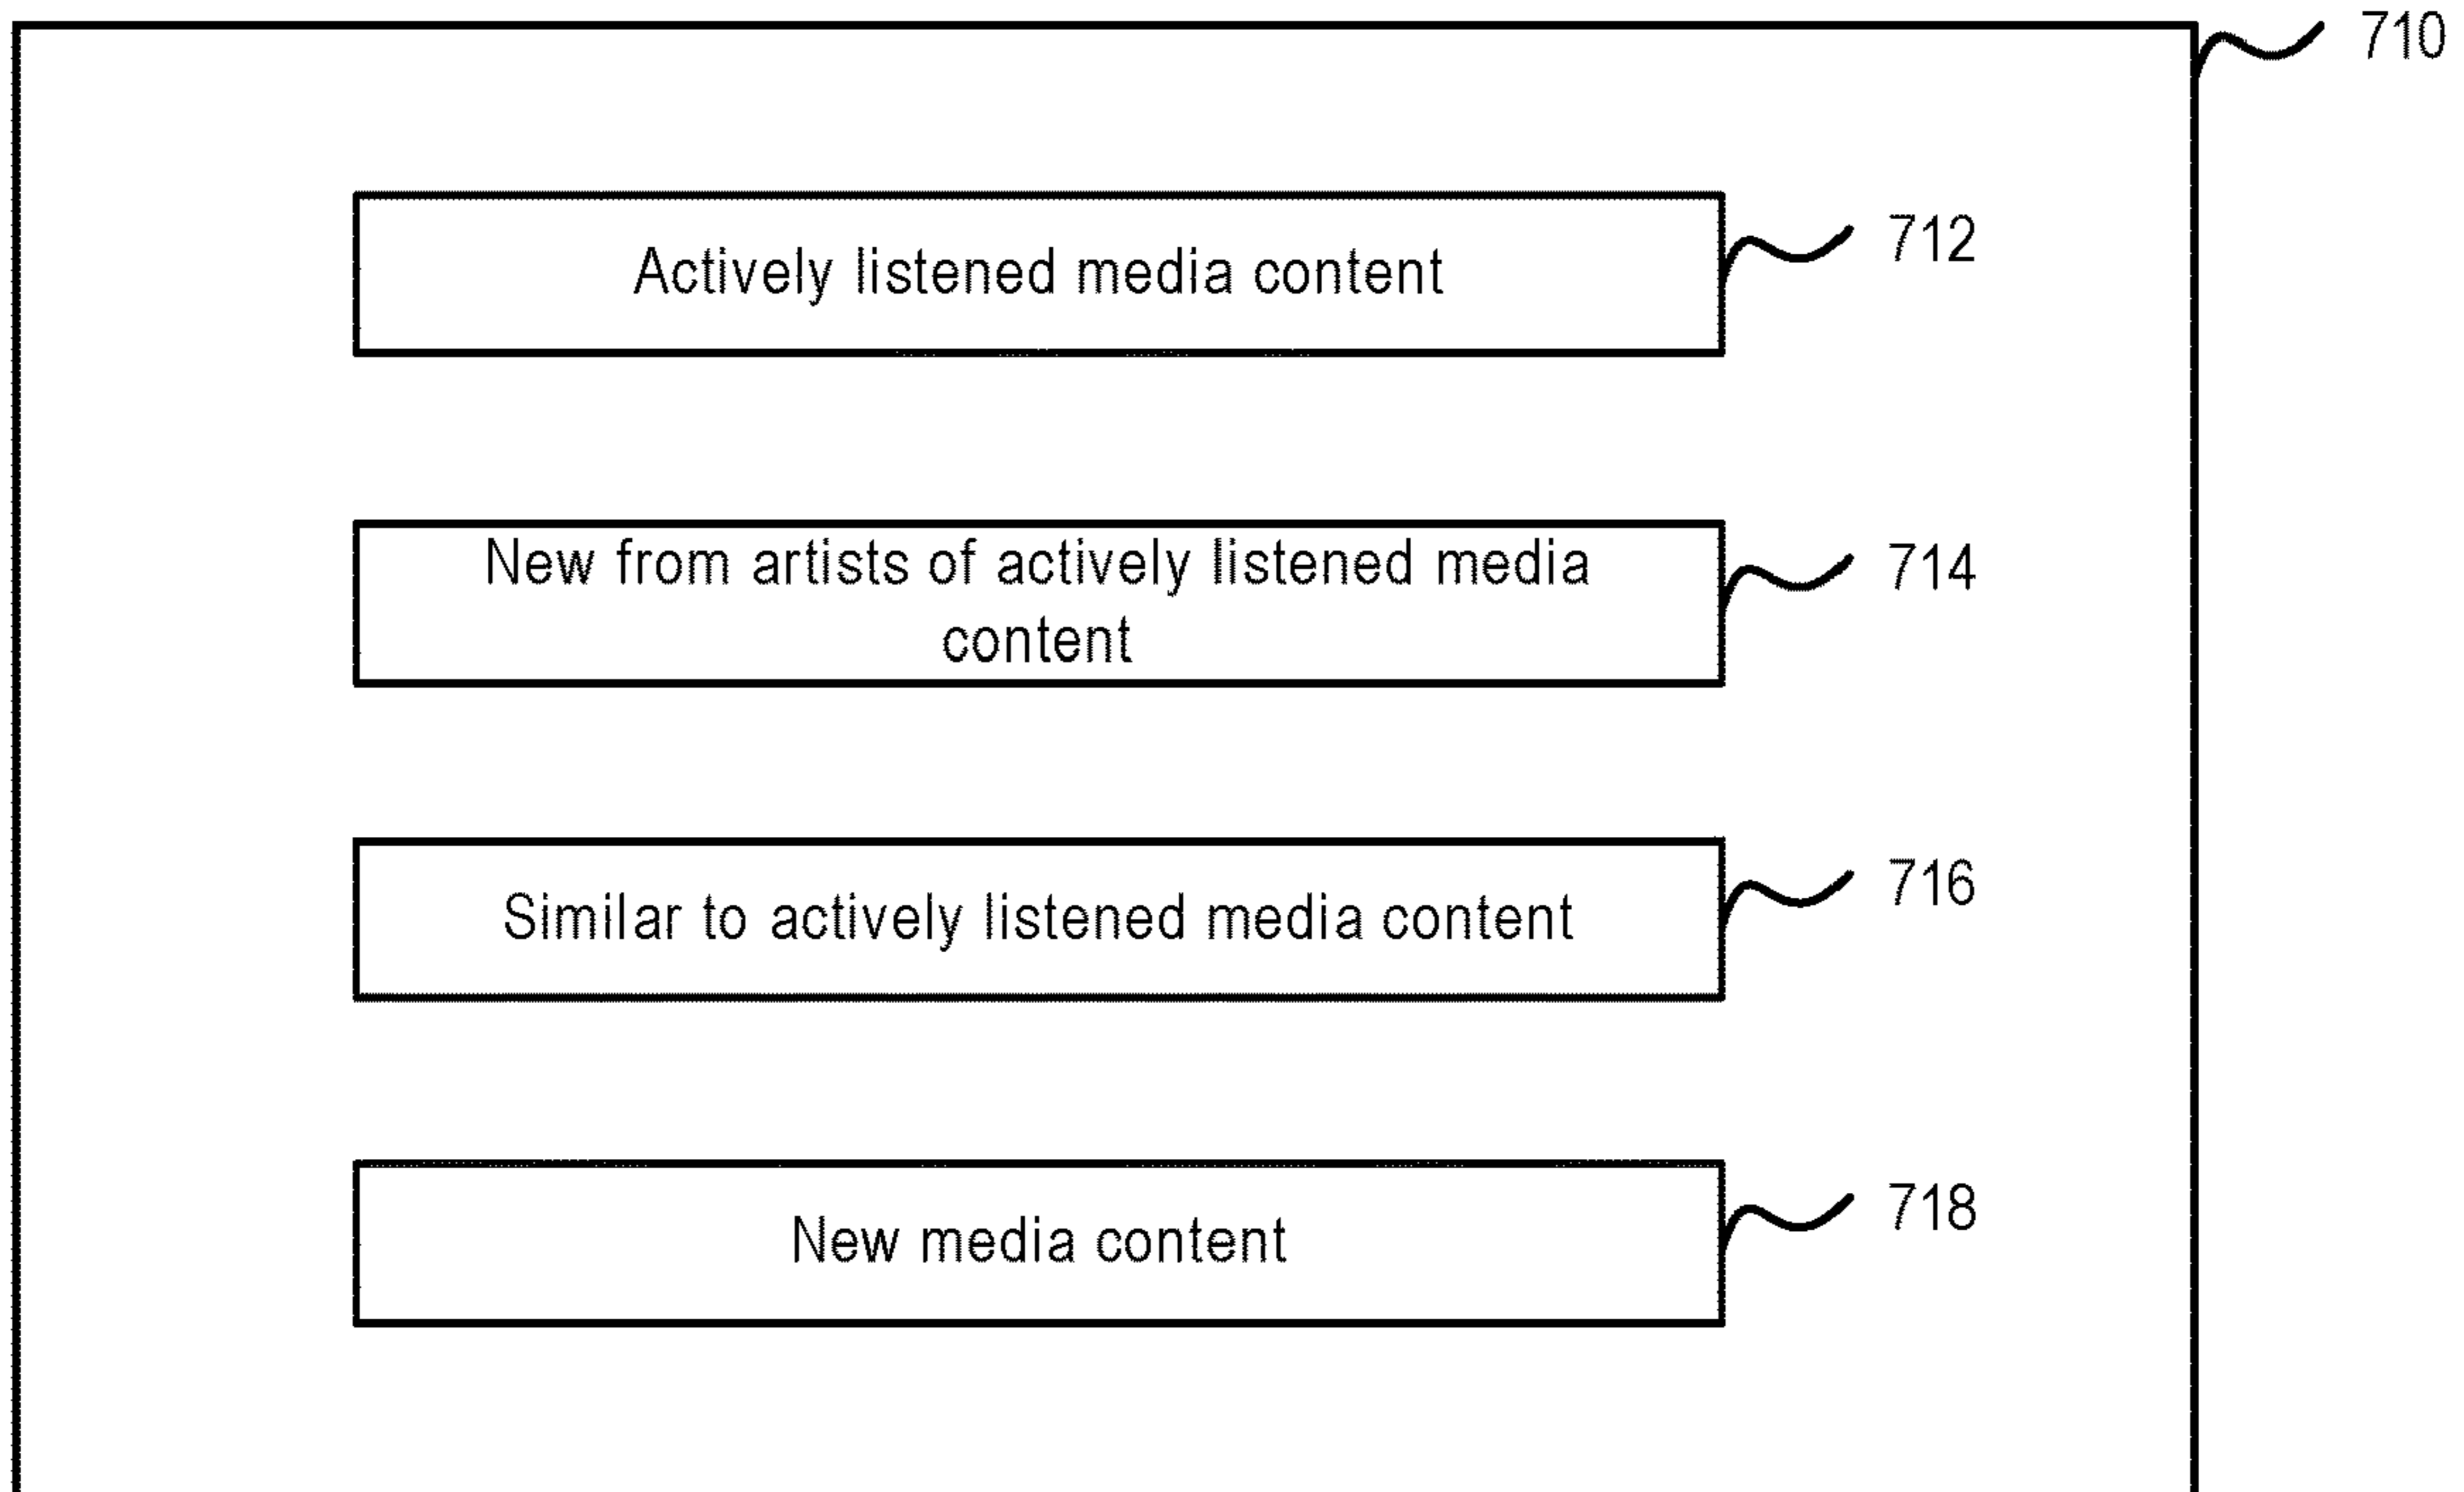 710
Actively listened media content
712
New from artists of actively listened media
content
714
Similar to actively listened media content
716
New media content
718